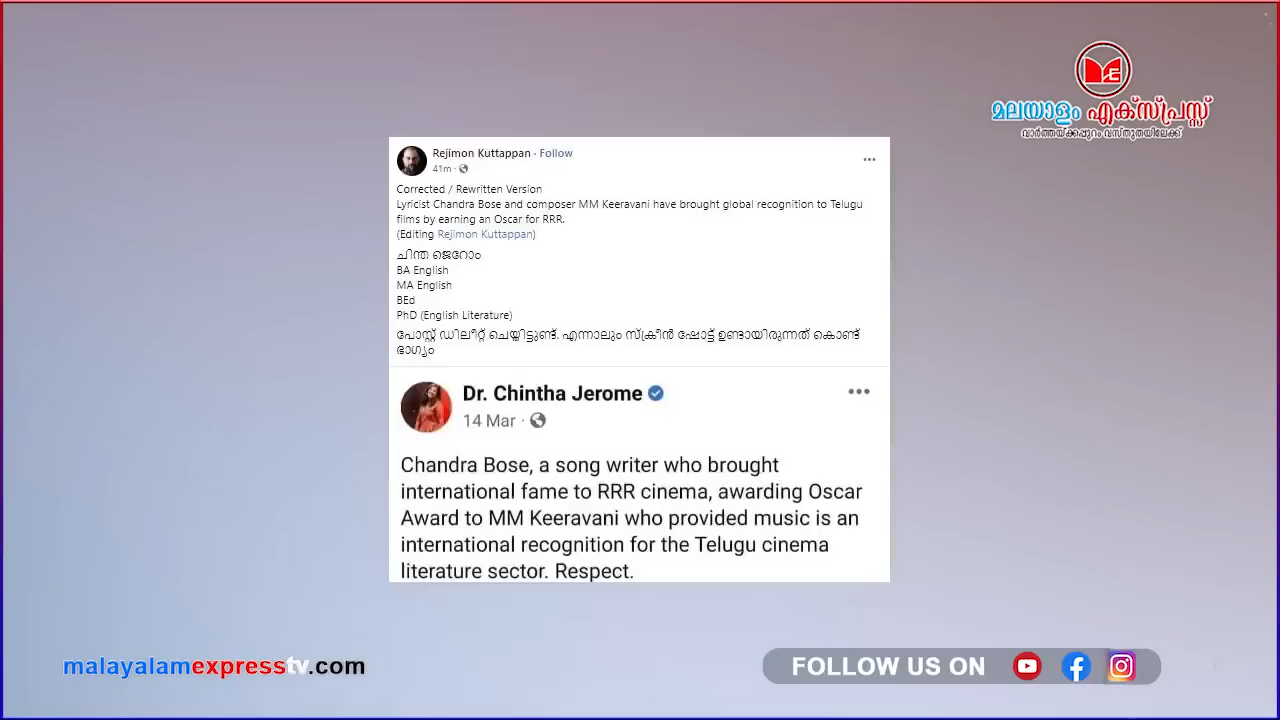 മലയാളം എക്സ്പ്രസ്സ്
വാർത്തയ്ക്കപ്പുറം വസ്തുതയിലേക്ക്
Rejimon Kuttappan · Follow
41m ·
Corrected / Rewritten Version
Lyricist Chandra Bose and composer MM Keeravani have brought global recognition to Telugu
films by earning an Oscar for RRR.
(Editing Rejimon Kuttappan)
ചിന്ത ജെറോം
BA English
MA English
BEd
PhD (English Literature)
പോസ്റ്റ് ഡിലീറ്റ് ചെയ്തിട്ടുണ്ട്. എന്നാലും സ്ക്രീൻ ഷോട്ട് ഉണ്ടായിരുന്നത് കൊണ്ട്
ഭാഗ്യം
Dr. Chintha Jerome
14 Mar ·
Chandra Bose, a song writer who brought
international fame to RRR cinema, awarding Oscar
Award to MM Keeravani who provided music is an
international recognition for the Telugu cinema
literature sector. Respect.
malayalamexpresstv.com
FOLLOW US ON